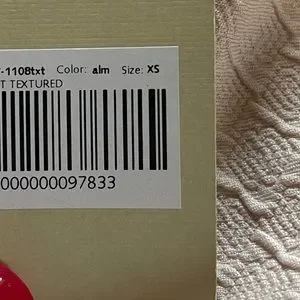 -1108txt Color: alm Size: XS
T TEXTURED
000000097833